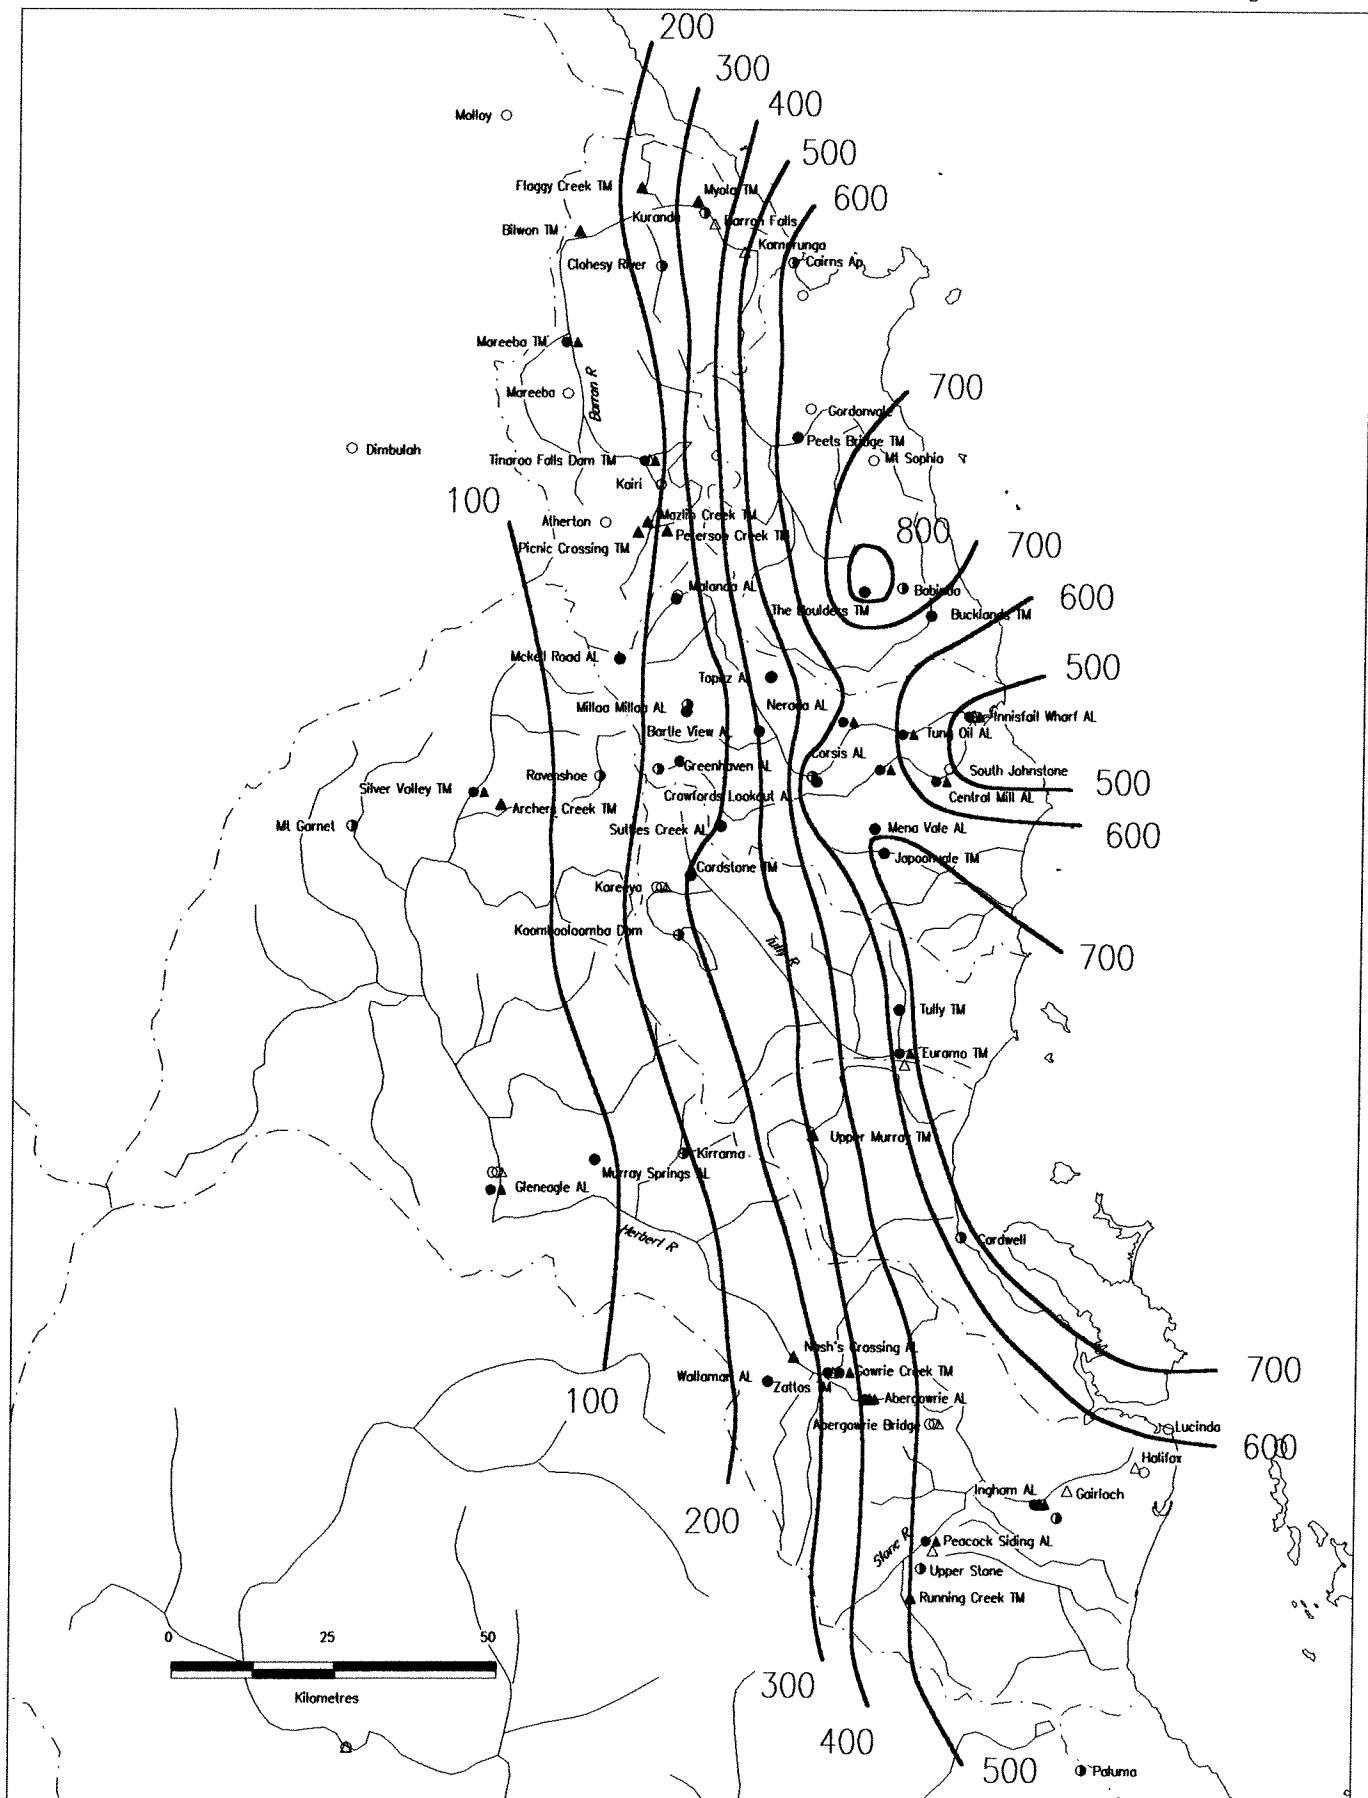 200
300
400
Molloy
500
Flaggy Creek TM
Myola TM
600
Kuranda
Barron Falls
Bilwon TM
Kamerunga
Clohesy River
Cairns Ap
Mareeba TM
Barron R
700
Mareeba
Gordonvale
Peets Bridge TM
Dimbulah
Tinaroo Falls Dam TM
Mt Sophia
Kairi
100
Mazlin Creek TM
Atherton
Peterson Creek TM
800
Picnic Crossing TM
700
Malanda AL
Babinda
600
The Boulders TM
Bucklands TM
Mckell Road AL
500
Topaz AL
Millaa Millaa AL
Nerada AL
Innisfail Wharf AL
Bartle View AL
Tung Oil AL
Corsis AL
Greenhaven AL
South Johnstone
Ravenshoe
500
Silver Valley TM
Crawfords Lookout AL
Central Mill AL
Archers Creek TM
Mt Garnet
Sutties Creek AL
Mena Vale AL
600
Japoonvale TM
Cardstone TM
Kareeya
Koombooloomba Dam
Tully R
700
Tully TM
Euramo TM
Upper Murray TM
Kirrama
Murray Springs AL
Gleneagle AL
Herbert R
Cardwell
Nash's Crossing AL
700
Gowrie Creek TM
Wallaman AL
Zattas TM
100
Abergowrie AL
Abergowrie Bridge
Lucinda
600
Halifax
Ingham AL
Gairloch
200
Stone R
Peacock Siding AL
Upper Stone
Running Creek TM
0
25
50
Kilometres
300
400
500
Paluma